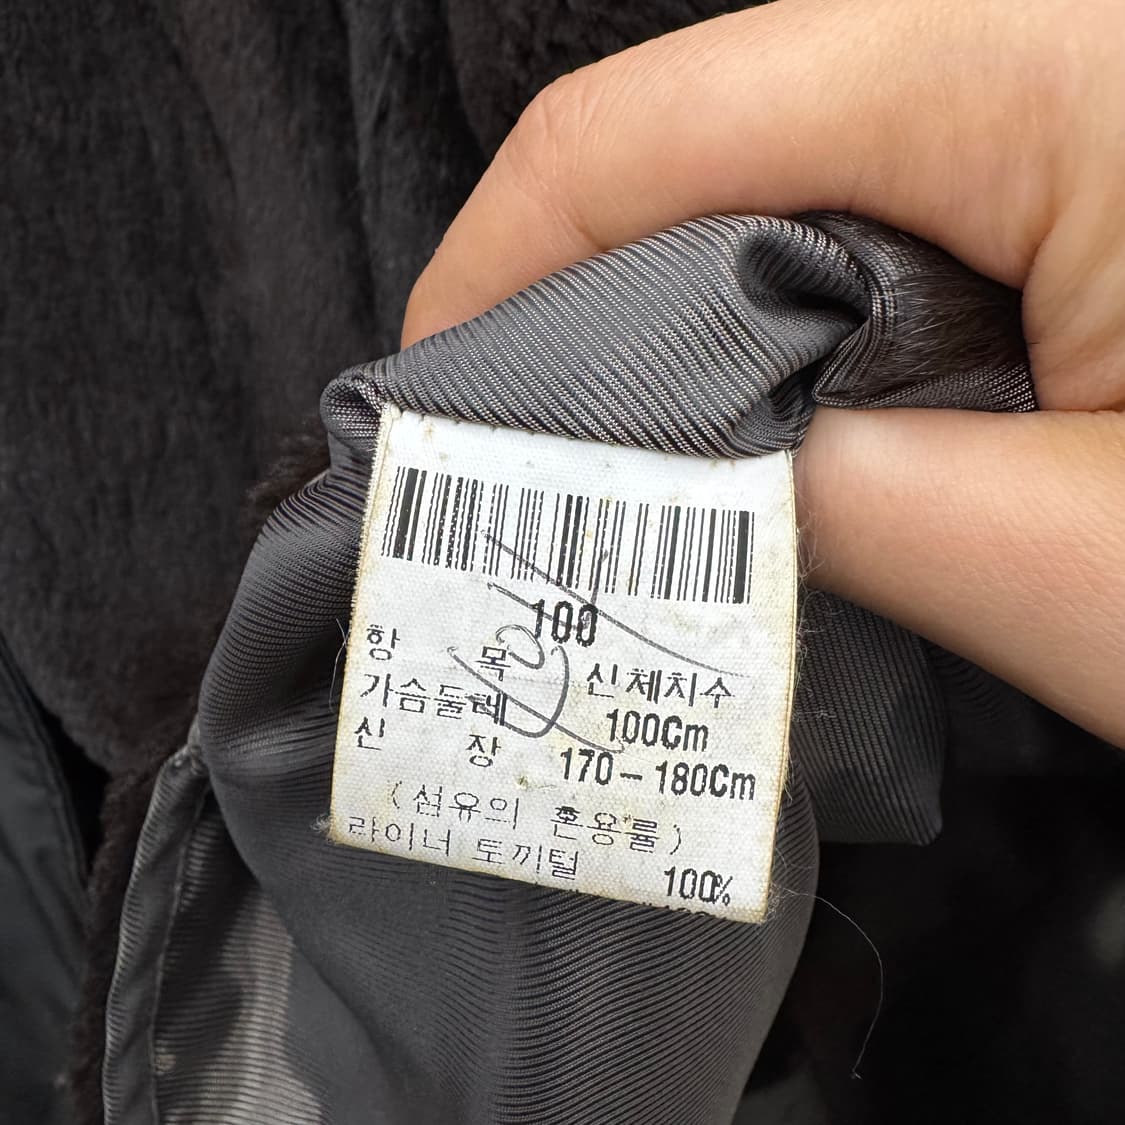 100
항 목 신체치수
가슴둘레 100Cm
신 장 170-180Cm
(섬유의 혼용률)
라이너 토끼털 100%